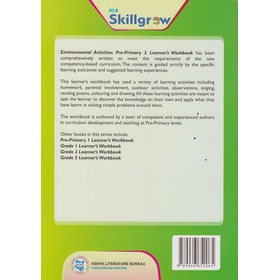 KLB
Skillgrow
Environmental Activities Pre-Primary 2 Learner's Workbook has been
comprehensively written to meet the requirements of the new
competency-based curriculum. The content is guided strictly by the specific
learning outcomes and suggested learning experiences.
This learner's workbook has used a variety of learning activities including
homework, parental involvement, outdoor activities, observations, singing,
reciting poems, colouring and drawing. All these learning activities are meant to
task the learner to discover the knowledge on their own and apply what they
have learnt in solving simple problems encountered in day-to-day life.
The workbook is authored by a team of competent and experienced authors
in curriculum development and teaching at Pre-Primary levels.
Other books in this series include:
Pre-Primary 1 Learner's Workbook
Grade 1 Learner's Workbook
Grade 2 Learner's Workbook
Grade 3 Learner's Workbook
KENYA LITERATURE BUREAU